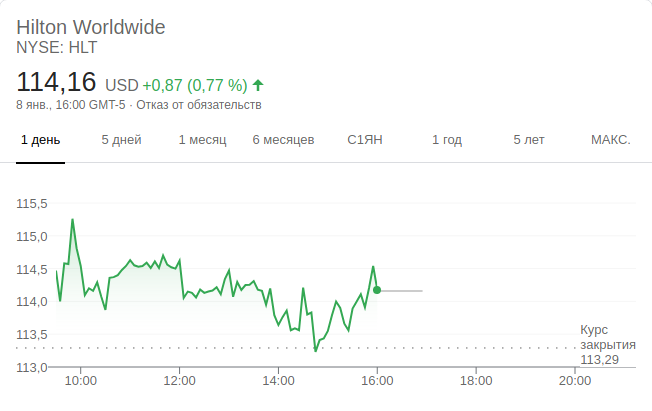 Hilton Worldwide
NYSE: HLT
114,16 USD +0,87 (0,77 %)
8 янв., 16:00 GMT-5 · Отказ от обязательств
1 день 5 дней 1 месяц 6 месяцев С1ЯН 1 год 5 лет МАКС.
115,5
115,0
114,5
114,0
113,5
113,0
Курс
закрытия
113,29
10:00 12:00 14:00 16:00 18:00 20:00